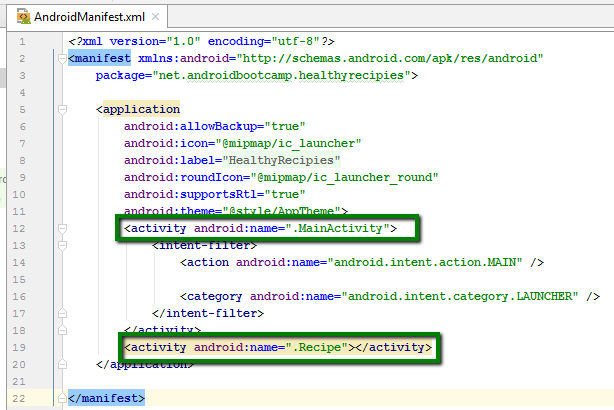 AndroidManifest.xml ×
1 <?xml version="1.0" encoding="utf-8"?>
2 <manifest xmlns:android="http://schemas.android.com/apk/res/android"
3 package="net.androidbootcamp.healthyrecipies">
4
5 <application
6 android:allowBackup="true"
7 android:icon="@mipmap/ic_launcher"
8 android:label="HealthyRecipies"
9 android:roundIcon="@mipmap/ic_launcher_round"
10 android:supportsRtl="true"
11 android:theme="@style/AppTheme">
12 <activity android:name=".MainActivity">
13 <intent-filter>
14 <action android:name="android.intent.action.MAIN" />
15
16 <category android:name="android.intent.category.LAUNCHER" />
17 </intent-filter>
18 </activity>
19 <activity android:name=".Recipe"></activity>
20 </application>
21
22 </manifest>